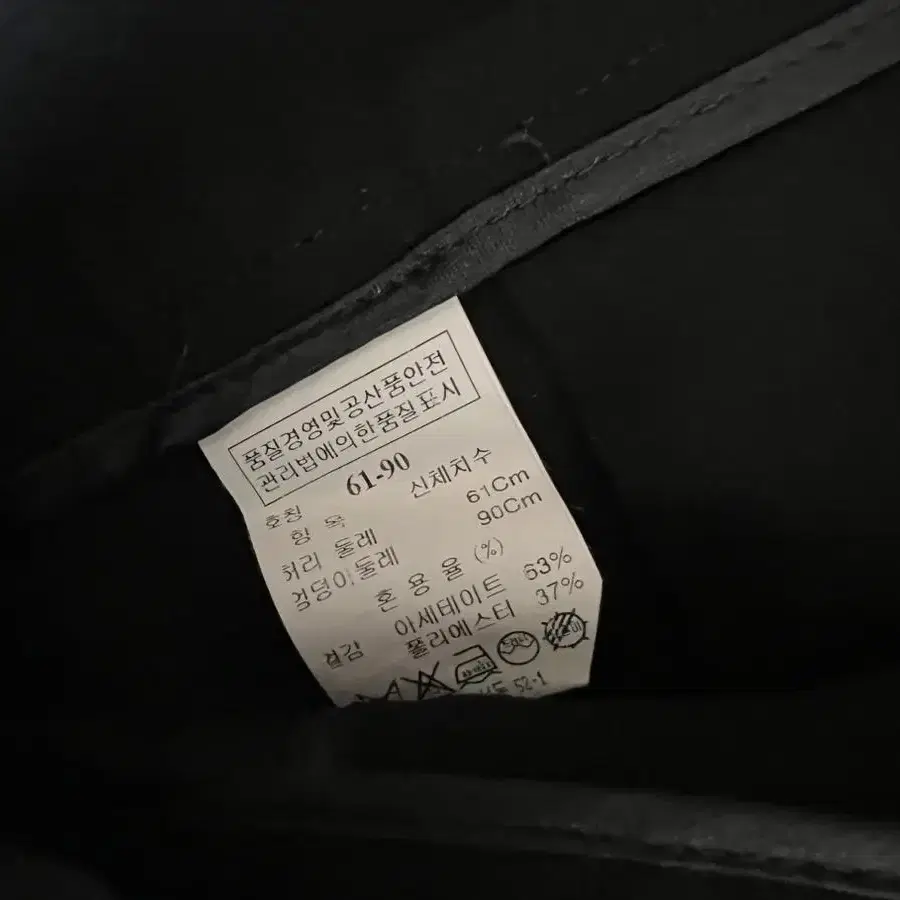 품질경영및공산품안전
관리법에의한품질표시
61-90
호칭
항 목 신체치수
허리 둘레 61Cm
엉덩이둘레 90Cm
혼 용 율 (%)
겉감 아세테이트 63%
폴리에스터 37%
52-1